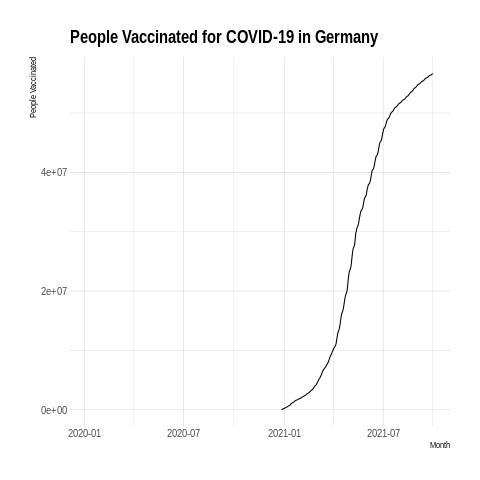 People Vaccinated for COVID-19 in Germany
People Vaccinated
4e+07
2e+07
0e+00
2020-01 2020-07 2021-01 2021-07
Month